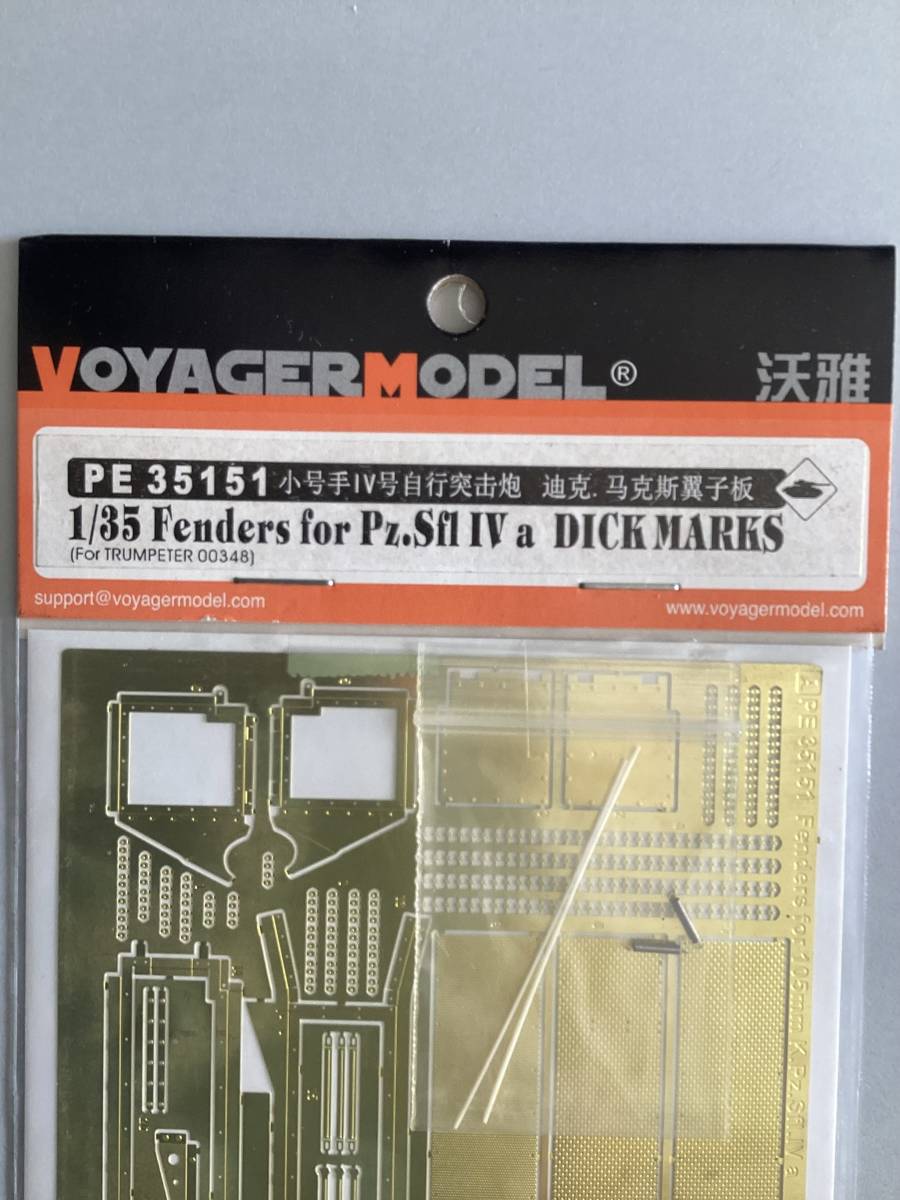 VOYAGERMODEL® 沃雅
PE 35151 小号手IV号自行突击炮 迪克.马克斯翼子板
1/35 Fenders for Pz.Sfl IV a DICK MARKS
(For TRUMPETER 00348)
support@voyagermodel.com www.voyagermodel.com
A PE 35151 Fenders for 105mm K Pz.Sfl.IV a